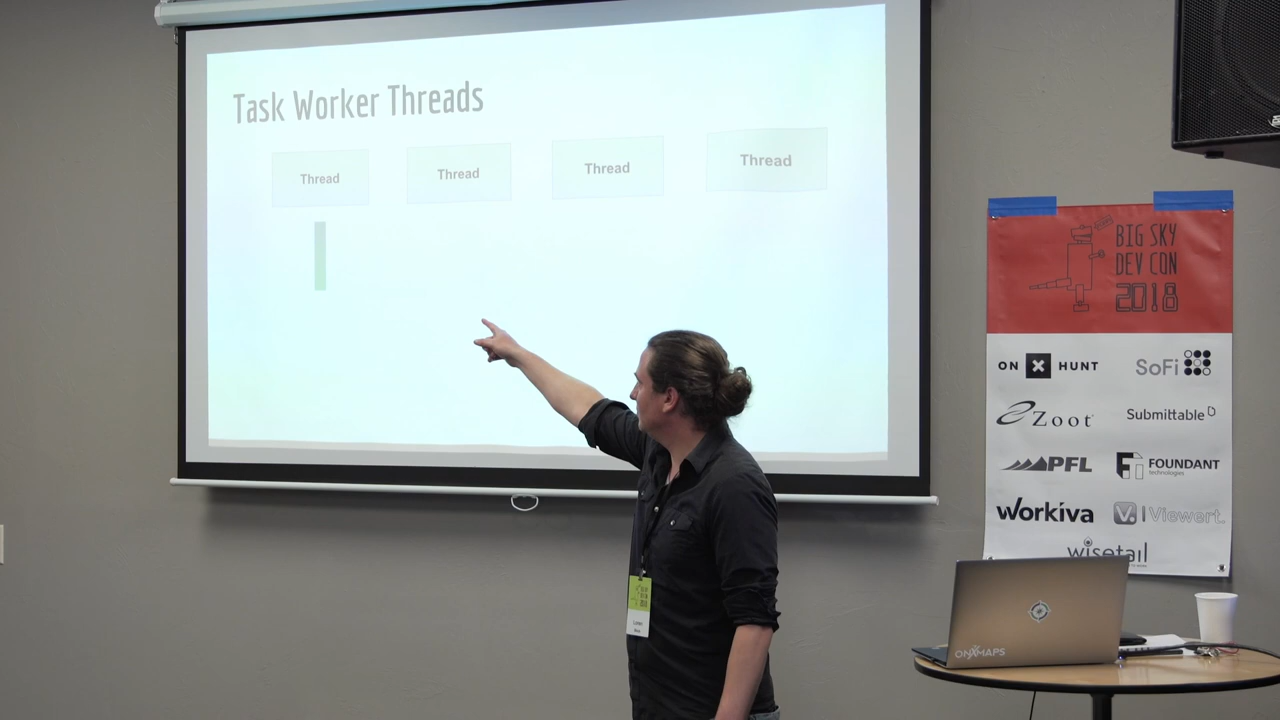 Task Worker Threads
Thread
Thread
Thread
Thread
BIG SKY
DEV CON
2018
ON X HUNT
SoFi
Zoot
Submittable
PFL
FOUNDANT
technologies
workiva
V. Viewert.
wisetail
ONXMAPS